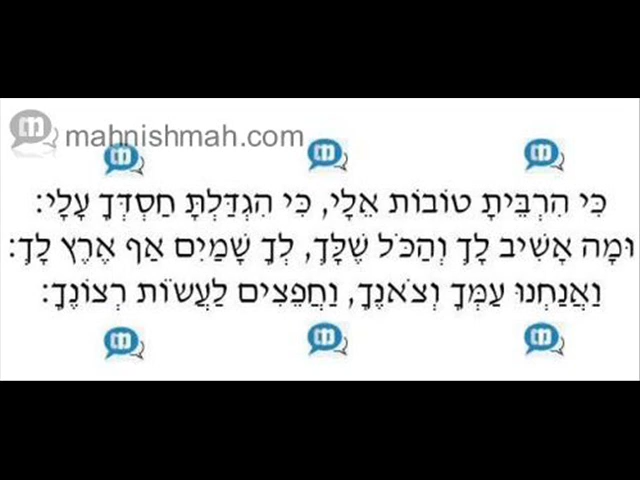 mahnishmah.com
כִּי הִרְבֵּיתָ טוֹבוֹת אֵלַי, כִּי הִגְדַּלְתָּ חַסְדְּךָ עָלָי:
וּמָה אָשִׁיב לָךְ וְהַכֹּל שֶׁלָּךְ, לְךָ שָׁמַיִם אַף אֶרֶץ לָךְ:
וַאֲנַחְנוּ עַמְּךָ וְצֹאנֶךָ, וַחֲפֵצִים לַעֲשׂוֹת רְצוֹנֶךָ: